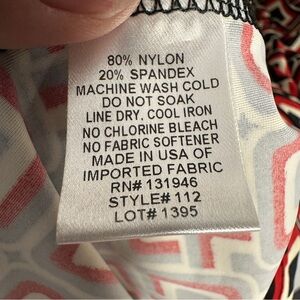 80% NYLON
20% SPANDEX
MACHINE WASH COLD
DO NOT SOAK
LINE DRY. COOL IRON
NO CHLORINE BLEACH
NO FABRIC SOFTENER
MADE IN USA OF
IMPORTED FABRIC
RN# 131946
STYLE# 112
LOT# 1395